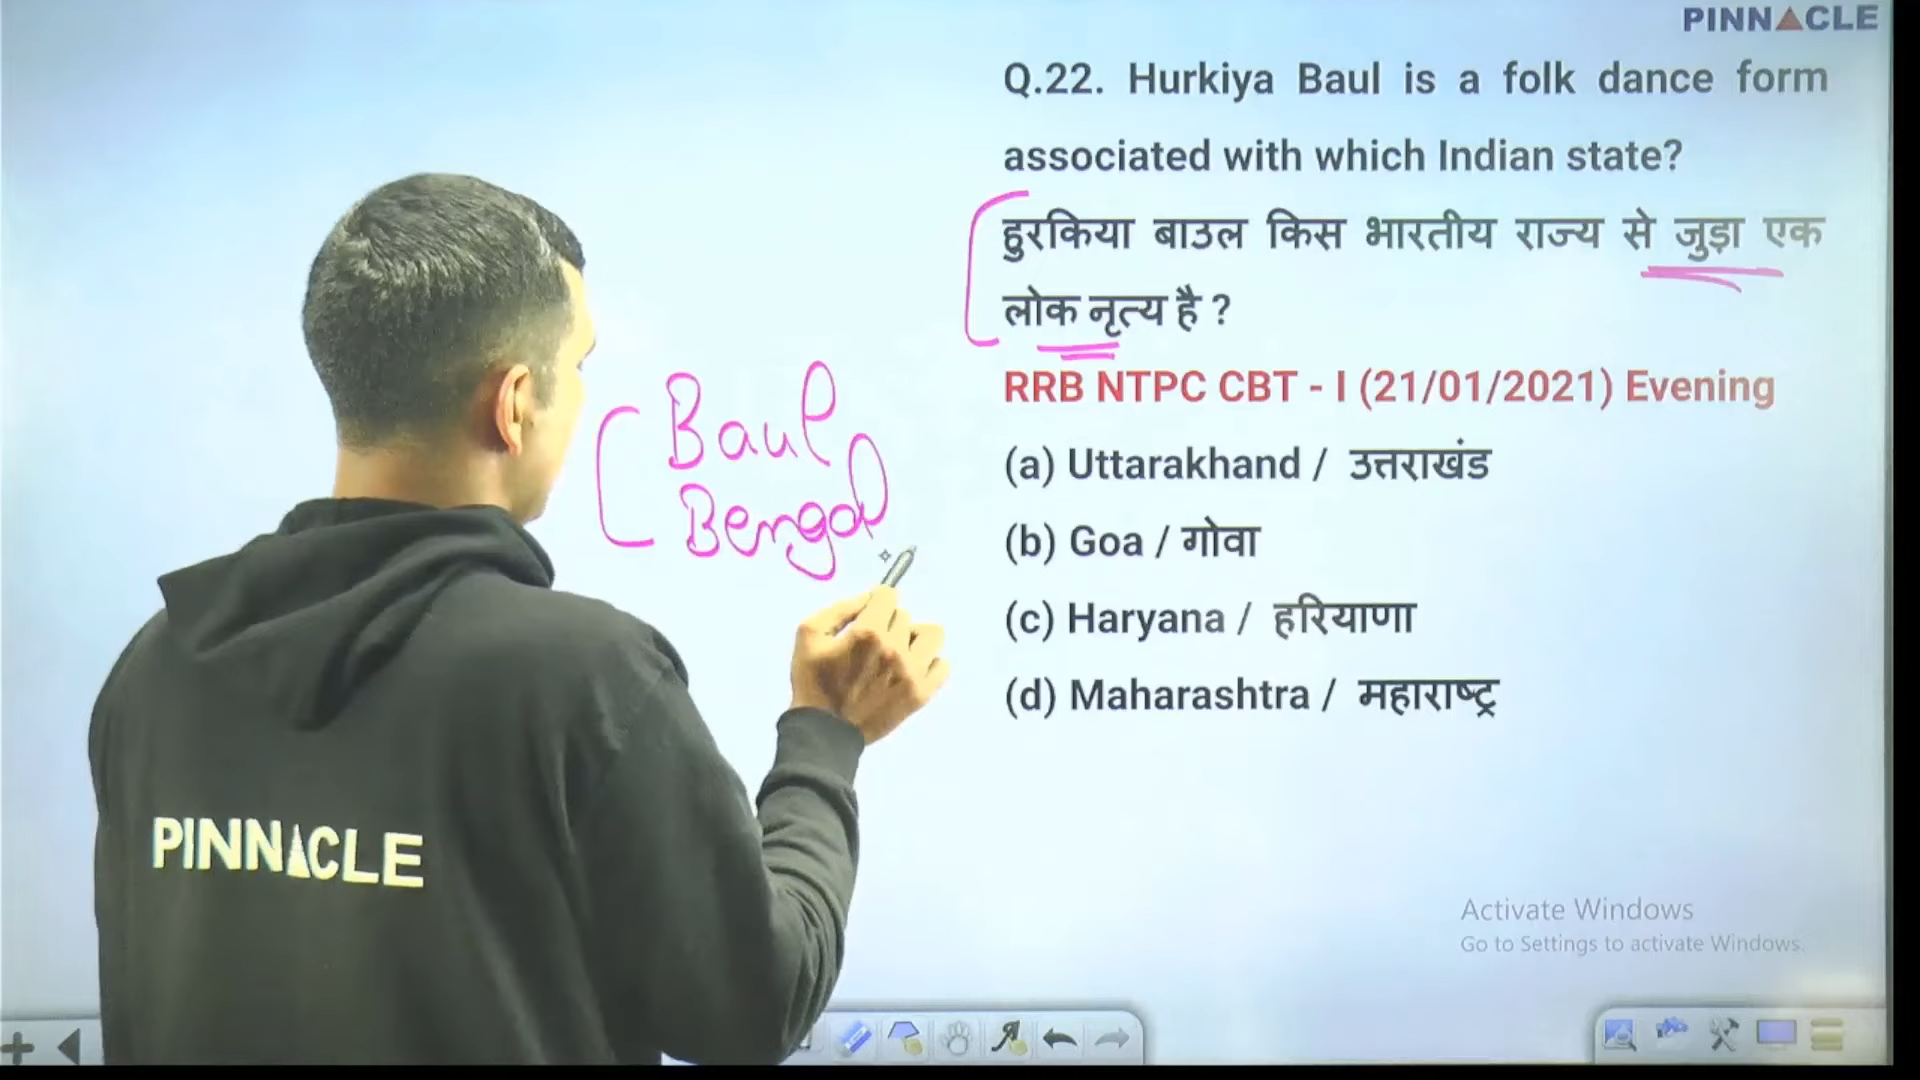 PINNACLE
Q.22. Hurkiya Baul is a folk dance form
associated with which Indian state?
हुरकिया बाउल किस भारतीय राज्य से जुड़ा एक
लोक नृत्य है ?
RRB NTPC CBT - I (21/01/2021) Evening
(a) Uttarakhand / उत्तराखंड
(b) Goa / गोवा
(c) Haryana / हरियाणा
(d) Maharashtra / महाराष्ट्र
Baul
Bengal
PINNACLE
Activate Windows
Go to Settings to activate Windows.